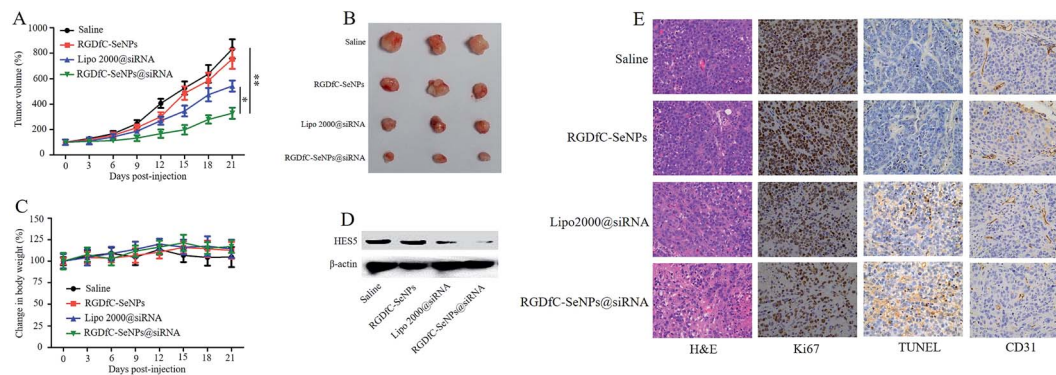 A
Saline
RGDfC-SeNPs
Lipo 2000@siRNA
RGDfC-SeNPs@siRNA
Tumor volume (%)
1000
800
600
400
200
0
**
*
0 3 6 9 12 15 18 21
Days post-injection
B
Saline
RGDfC-SeNPs
Lipo 2000@siRNA
RGDfC-SeNPs@siRNA
C
Change in body weight (%)
150
125
100
75
50
25
0
Saline
RGDfC-SeNPs
Lipo 2000@siRNA
RGDfC-SeNPs@siRNA
0 3 6 9 12 15 18 21
Days post-injection
D
HES5
β-actin
Saline
RGDfC-SeNPs
Lipo 2000@siRNA
RGDfC-SeNPs@siRNA
E
Saline
RGDfC-SeNPs
Lipo2000@siRNA
RGDfC-SeNPs@siRNA
H&E Ki67 TUNEL CD31